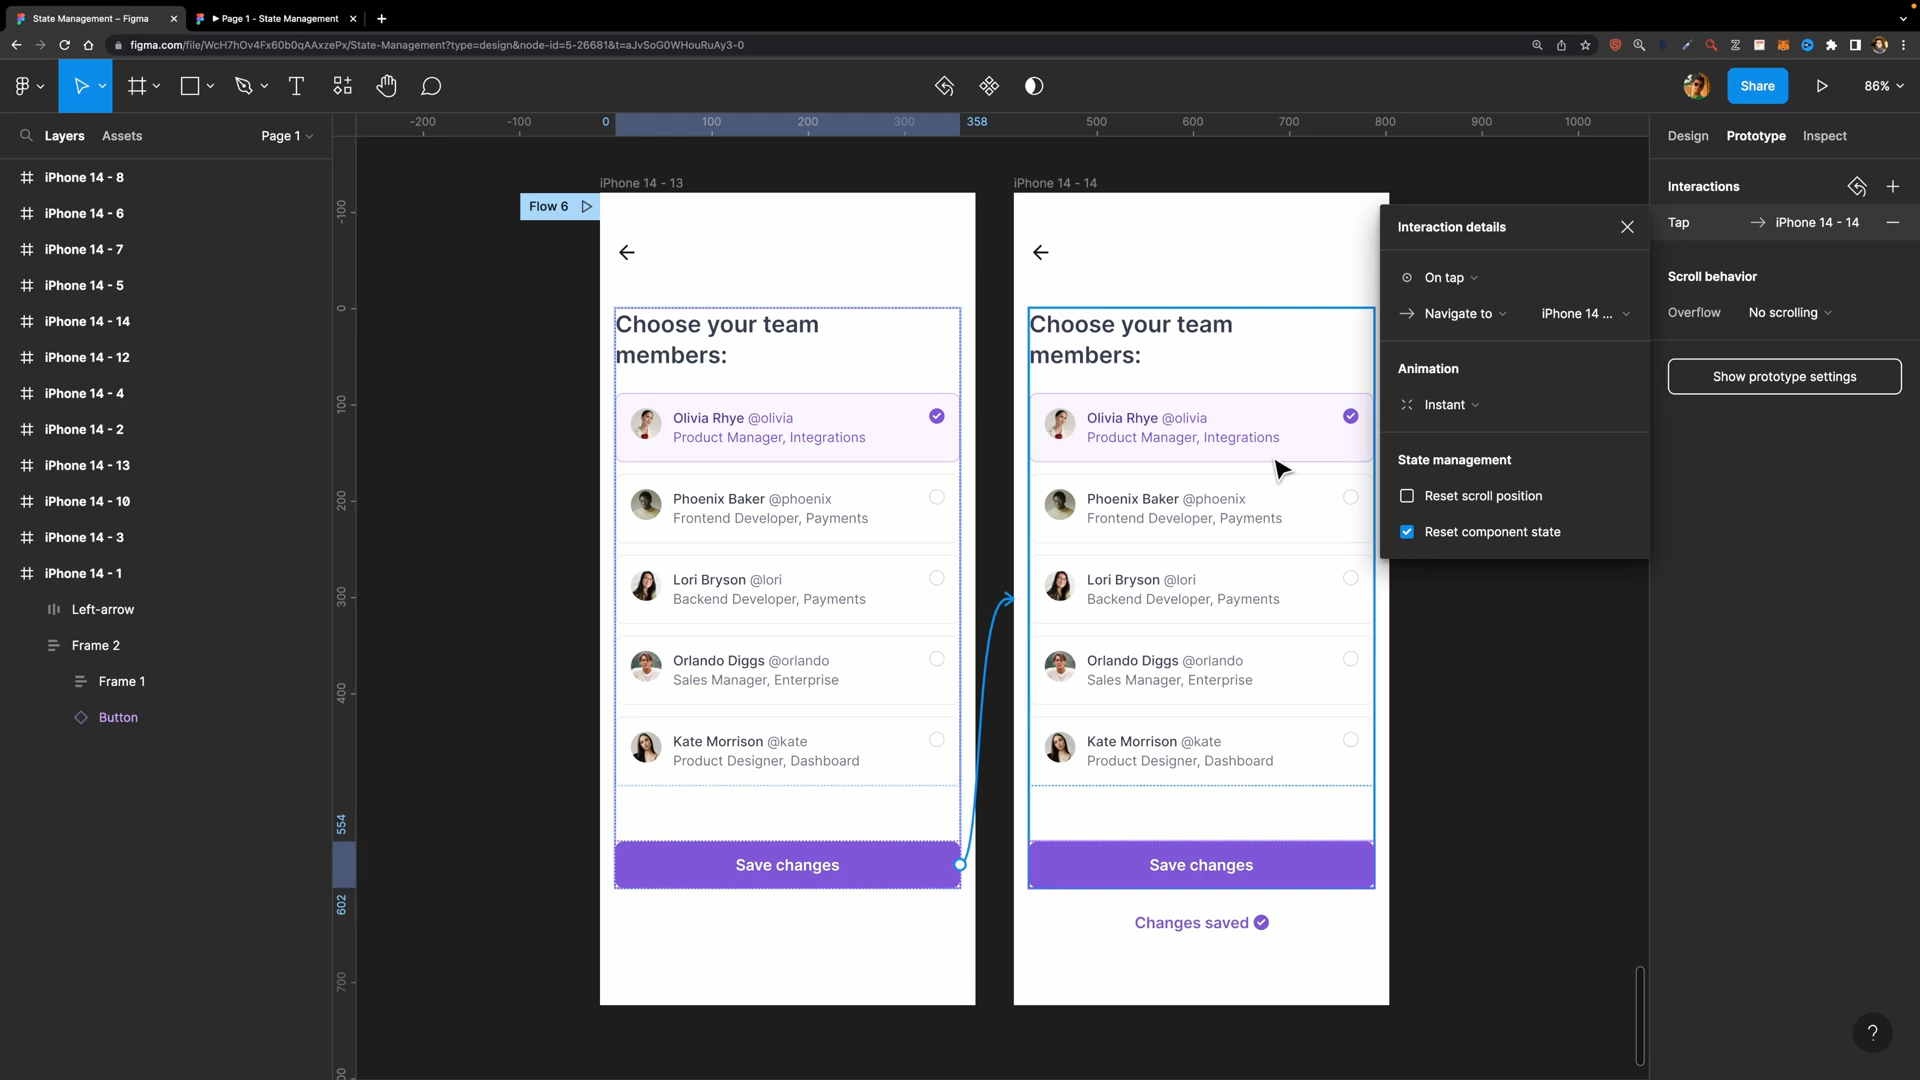 State Management – Figma
Page 1 - State Management
figma.com/file/WcH7hOv4Fx60b0qAAxzePx/State-Management?type=design&node-id=5-26681&t=aJvSoG0WHouRuAy3-0
Share
86%
Layers
Assets
Page 1
-200
-100
0
100
200
300
358
500
600
700
800
900
1000
Design
Prototype
Inspect
iPhone 14 - 8
iPhone 14 - 6
iPhone 14 - 7
iPhone 14 - 5
iPhone 14 - 14
iPhone 14 - 12
iPhone 14 - 4
iPhone 14 - 2
iPhone 14 - 13
iPhone 14 - 10
iPhone 14 - 3
iPhone 14 - 1
Left-arrow
Frame 2
Frame 1
Button
-100
0
100
200
300
400
554
602
700
Flow 6
iPhone 14 - 13
Choose your team
members:
Olivia Rhye @olivia
Product Manager, Integrations
Phoenix Baker @phoenix
Frontend Developer, Payments
Lori Bryson @lori
Backend Developer, Payments
Orlando Diggs @orlando
Sales Manager, Enterprise
Kate Morrison @kate
Product Designer, Dashboard
Save changes
iPhone 14 - 14
Choose your team
members:
Olivia Rhye @olivia
Product Manager, Integrations
Phoenix Baker @phoenix
Frontend Developer, Payments
Lori Bryson @lori
Backend Developer, Payments
Orlando Diggs @orlando
Sales Manager, Enterprise
Kate Morrison @kate
Product Designer, Dashboard
Save changes
Changes saved
Interaction details
On tap
Navigate to
iPhone 14 ...
Animation
Instant
State management
Reset scroll position
Reset component state
Interactions
Tap
iPhone 14 - 14
Scroll behavior
Overflow
No scrolling
Show prototype settings
?